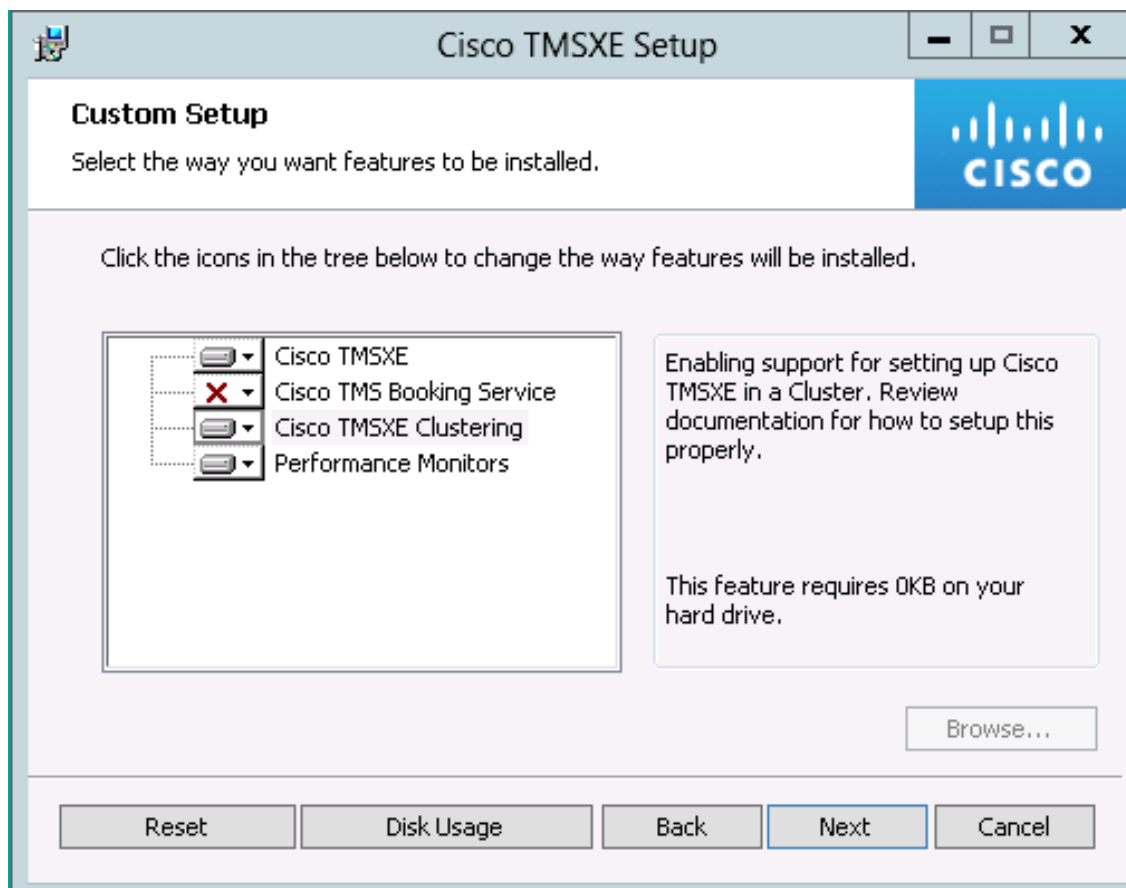 Cisco TMSXE Setup
Custom Setup
Select the way you want features to be installed.
CISCO
Click the icons in the tree below to change the way features will be installed.
Cisco TMSXE
Cisco TMS Booking Service
Cisco TMSXE Clustering
Performance Monitors
Enabling support for setting up Cisco
TMSXE in a Cluster. Review
documentation for how to setup this
properly.
This feature requires 0KB on your
hard drive.
Browse...
Reset
Disk Usage
Back
Next
Cancel